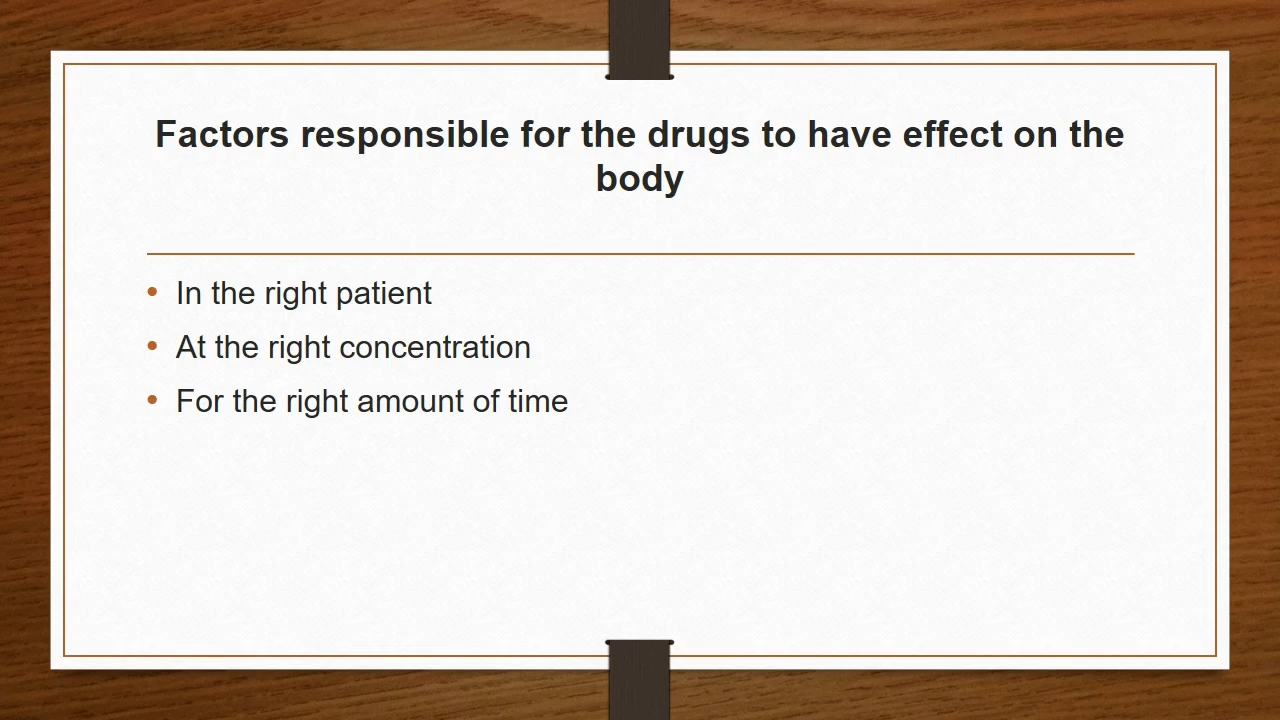 Factors responsible for the drugs to have effect on the
body
• In the right patient
• At the right concentration
• For the right amount of time